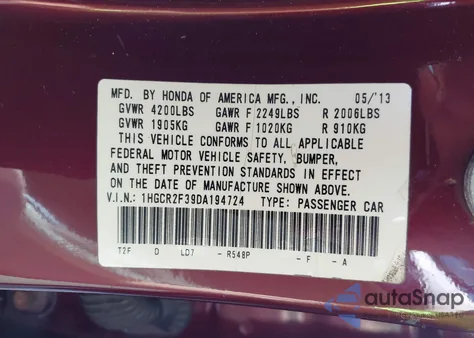 MFD. BY HONDA OF AMERICA MFG., INC. 05/'13
GVWR 4200LBS GAWR F 2249LBS R 2006LBS
GVWR 1905KG GAWR F 1020KG R 910KG
THIS VEHICLE CONFORMS TO ALL APPLICABLE
FEDERAL MOTOR VEHICLE SAFETY, BUMPER,
AND THEFT PREVENTION STANDARDS IN EFFECT
ON THE DATE OF MANUFACTURE SHOWN ABOVE.
V.I.N.: 1HGCR2F39DA194724 TYPE: PASSENGER CAR
T2F D LD7 - R548P - F - A
autaSnap